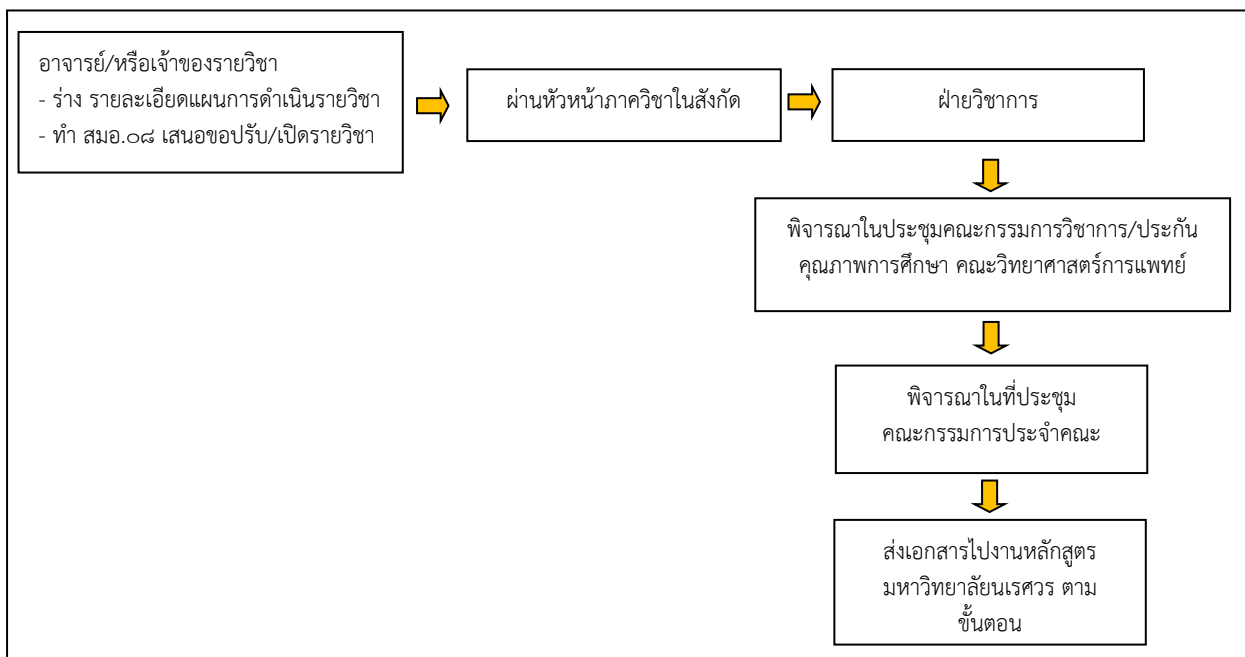 อาจารย์/หรือเจ้าของรายวิชา
- ร่าง รายละเอียดแผนการดำเนินรายวิชา
- ทำ สมอ.๐๘ เสนอขอปรับ/เปิดรายวิชา
ผ่านหัวหน้าภาควิชาในสังกัด
ฝ่ายวิชาการ
พิจารณาในประชุมคณะกรรมการวิชาการ/ประกัน
คุณภาพการศึกษา คณะวิทยาศาสตร์การแพทย์
พิจารณาในที่ประชุม
คณะกรรมการประจำคณะ
ส่งเอกสารไปงานหลักสูตร
มหาวิทยาลัยนเรศวร ตาม
ขั้นตอน